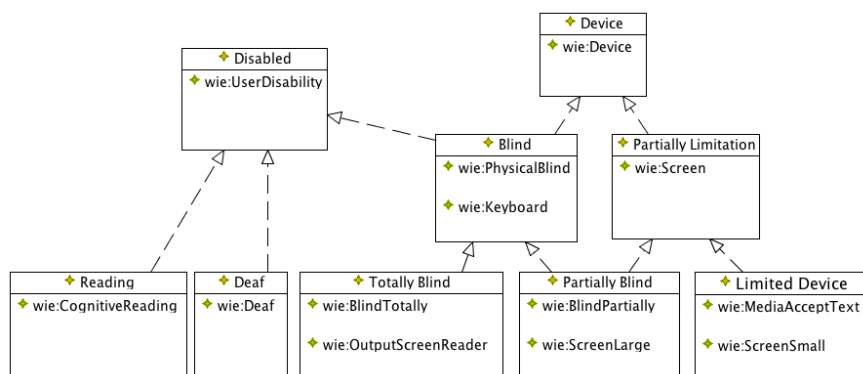 Device
wie:Device
Disabled
wie:UserDisability
Blind
wie:PhysicalBlind
wie:Keyboard
Partially Limitation
wie:Screen
Reading
wie:CognitiveReading
Deaf
wie:Deaf
Totally Blind
wie:BlindTotally
wie:OutputScreenReader
Partially Blind
wie:BlindPartially
wie:ScreenLarge
Limited Device
wie:MediaAcceptText
wie:ScreenSmall